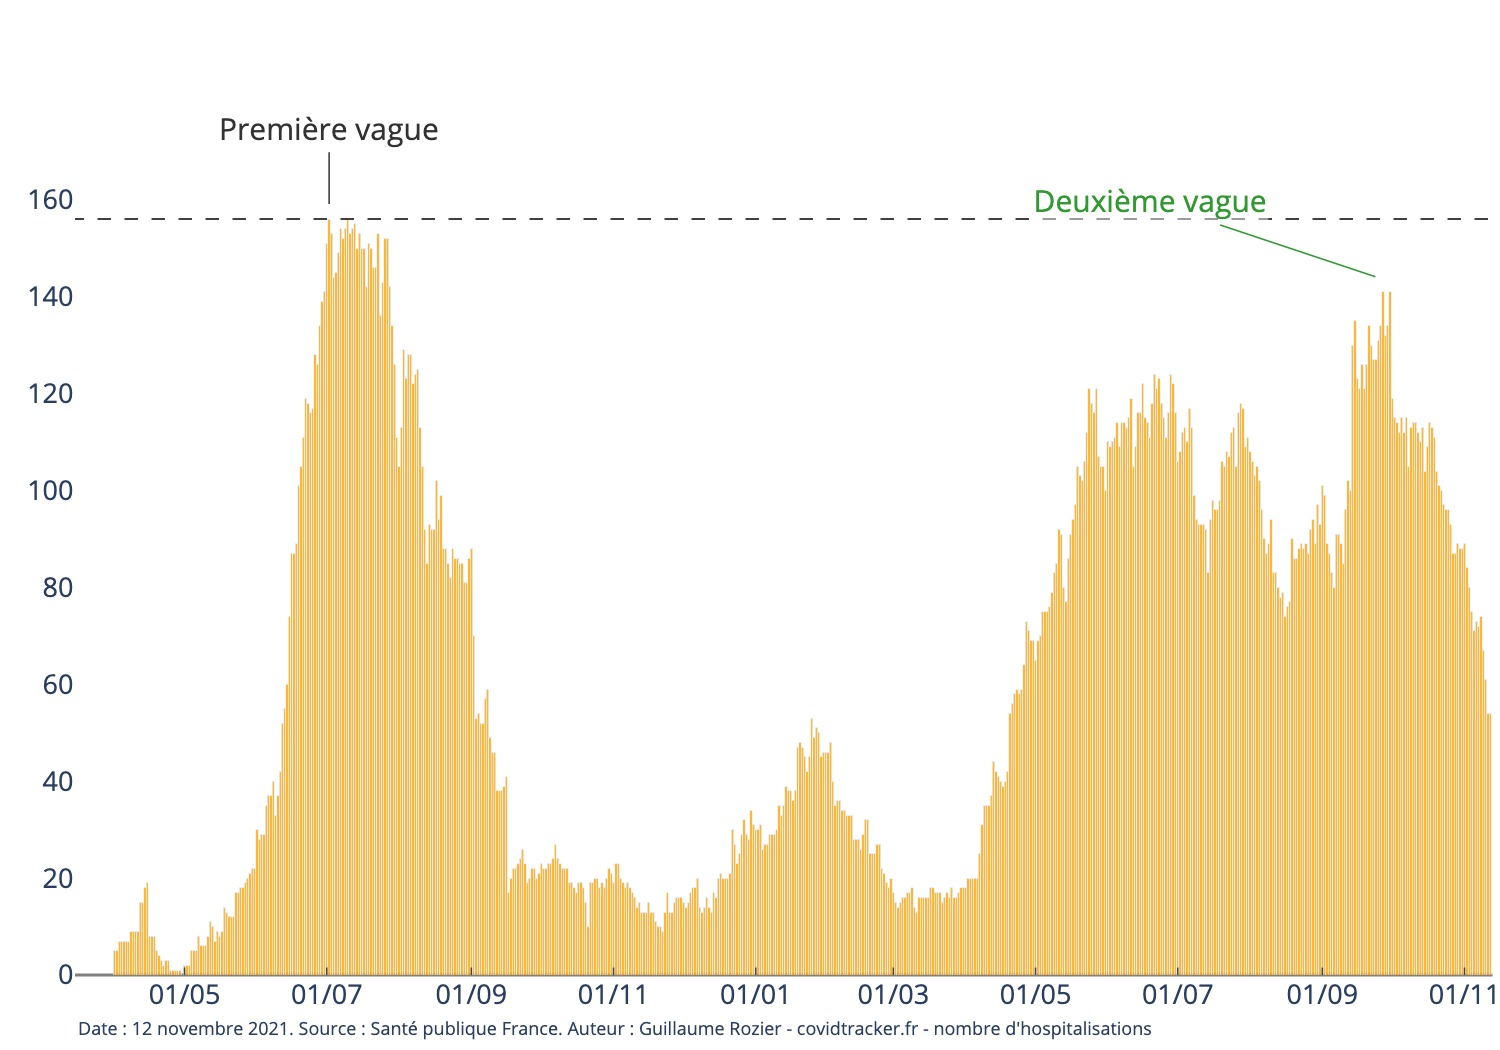 Première vague
160
Deuxième vague
140
120
100
80
60
40
20
0
01/05 01/07 01/09 01/11 01/01 01/03 01/05 01/07 01/09 01/11
Date : 12 novembre 2021. Source : Santé publique France. Auteur : Guillaume Rozier - covidtracker.fr - nombre d'hospitalisations